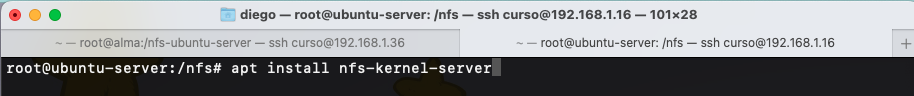 diego — root@ubuntu-server: /nfs — ssh curso@192.168.1.16 — 101×28
~ — root@alma:/nfs-ubuntu-server — ssh curso@192.168.1.36
~ — root@ubuntu-server: /nfs — ssh curso@192.168.1.16
+
root@ubuntu-server:/nfs# apt install nfs-kernel-server